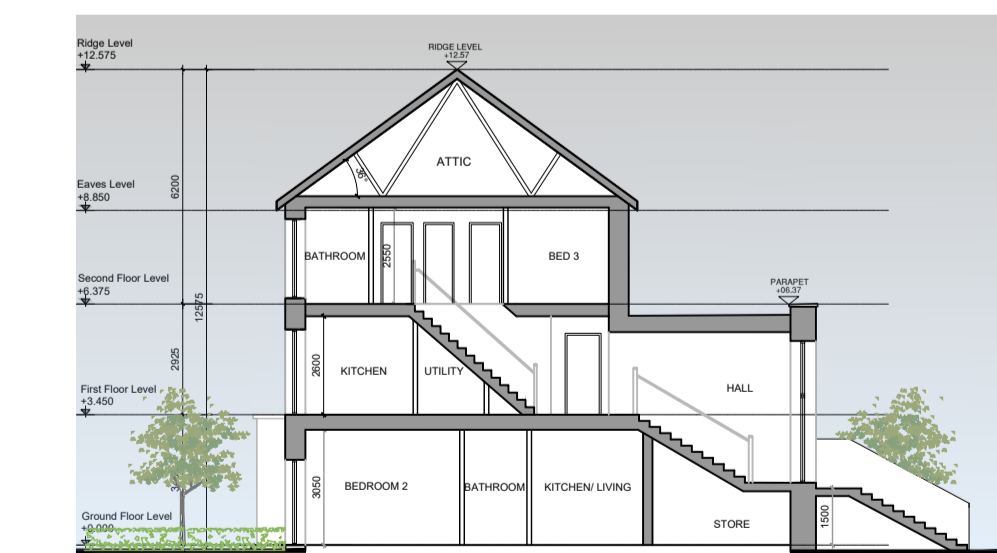 Ridge Level
+12.575
RIDGE LEVEL
+12.57
ATTIC
36°
Eaves Level
+8.850
6200
BATHROOM
2550
BED 3
Second Floor Level
+6.375
PARAPET
+06.37
12575
2925
2600
KITCHEN
UTILITY
HALL
First Floor Level
+3.450
3050
BEDROOM 2
BATHROOM
KITCHEN/ LIVING
STORE
1500
Ground Floor Level
+0.000